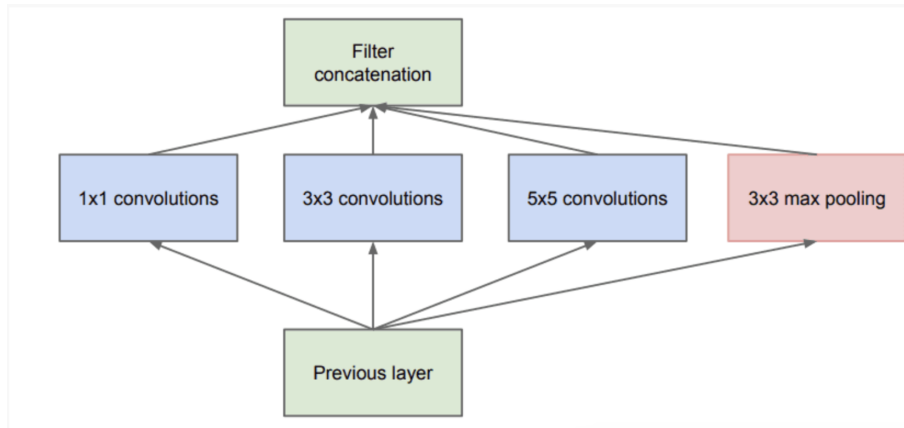 Filter
concatenation
1x1 convolutions
3x3 convolutions
5x5 convolutions
3x3 max pooling
Previous layer